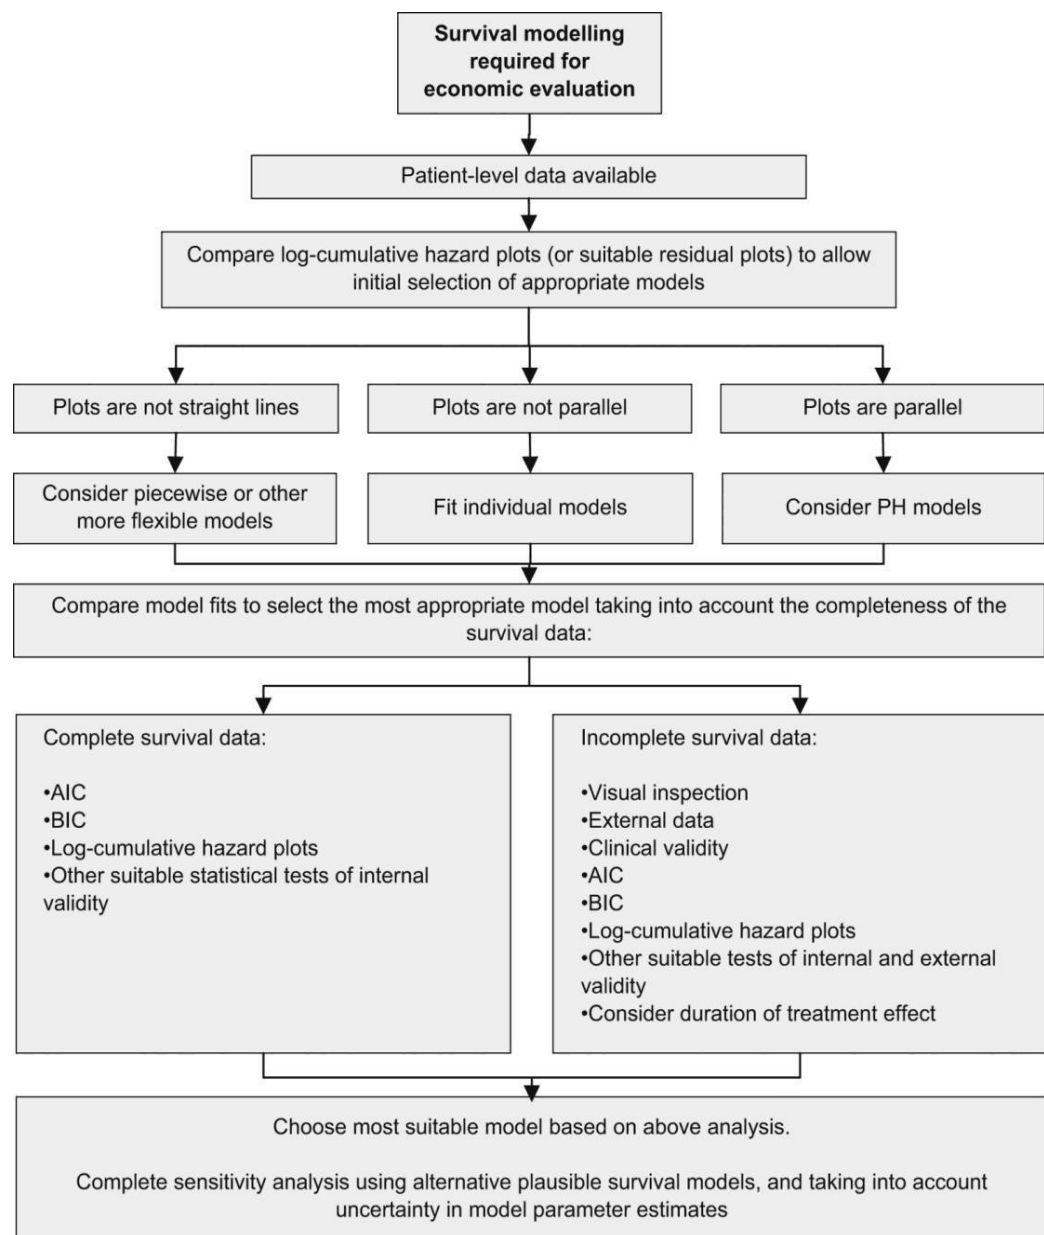 Survival modelling
required for
economic evaluation
Patient-level data available
Compare log-cumulative hazard plots (or suitable residual plots) to allow
initial selection of appropriate models
Plots are not straight lines
Plots are not parallel
Plots are parallel
Consider piecewise or other
more flexible models
Fit individual models
Consider PH models
Compare model fits to select the most appropriate model taking into account the completeness of the
survival data:
Complete survival data:
•AIC
•BIC
•Log-cumulative hazard plots
•Other suitable statistical tests of internal
validity
Incomplete survival data:
•Visual inspection
•External data
•Clinical validity
•AIC
•BIC
•Log-cumulative hazard plots
•Other suitable tests of internal and external
validity
•Consider duration of treatment effect
Choose most suitable model based on above analysis.
Complete sensitivity analysis using alternative plausible survival models, and taking into account
uncertainty in model parameter estimates